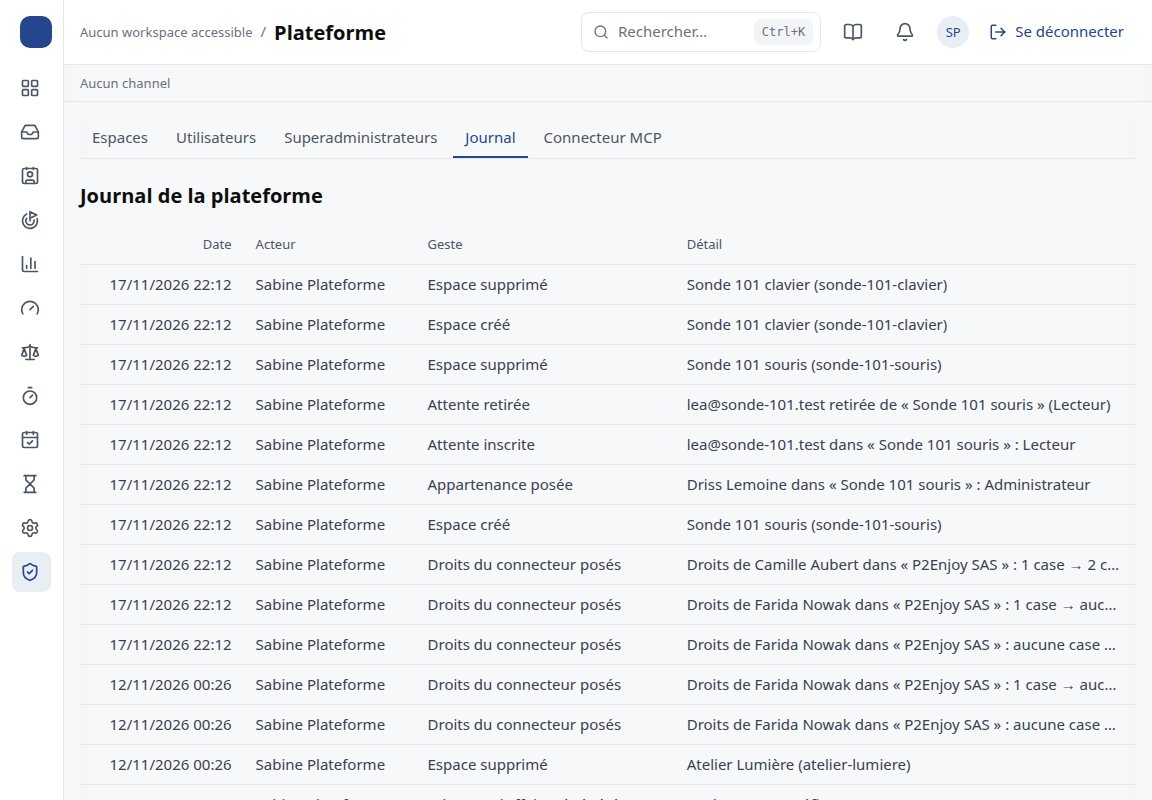 Aucun workspace accessible / Plateforme
Rechercher... Ctrl+K
SP Se déconnecter
Aucun channel
Espaces Utilisateurs Superadministrateurs Journal Connecteur MCP
Journal de la plateforme
Date Acteur Geste Détail
17/11/2026 22:12 Sabine Plateforme Espace supprimé Sonde 101 clavier (sonde-101-clavier)
17/11/2026 22:12 Sabine Plateforme Espace créé Sonde 101 clavier (sonde-101-clavier)
17/11/2026 22:12 Sabine Plateforme Espace supprimé Sonde 101 souris (sonde-101-souris)
17/11/2026 22:12 Sabine Plateforme Attente retirée lea@sonde-101.test retirée de « Sonde 101 souris » (Lecteur)
17/11/2026 22:12 Sabine Plateforme Attente inscrite lea@sonde-101.test dans « Sonde 101 souris » : Lecteur
17/11/2026 22:12 Sabine Plateforme Appartenance posée Driss Lemoine dans « Sonde 101 souris » : Administrateur
17/11/2026 22:12 Sabine Plateforme Espace créé Sonde 101 souris (sonde-101-souris)
17/11/2026 22:12 Sabine Plateforme Droits du connecteur posés Droits de Camille Aubert dans « P2Enjoy SAS » : 1 case → 2 c...
17/11/2026 22:12 Sabine Plateforme Droits du connecteur posés Droits de Farida Nowak dans « P2Enjoy SAS » : 1 case → auc...
17/11/2026 22:12 Sabine Plateforme Droits du connecteur posés Droits de Farida Nowak dans « P2Enjoy SAS » : aucune case ...
12/11/2026 00:26 Sabine Plateforme Droits du connecteur posés Droits de Farida Nowak dans « P2Enjoy SAS » : 1 case → auc...
12/11/2026 00:26 Sabine Plateforme Droits du connecteur posés Droits de Farida Nowak dans « P2Enjoy SAS » : aucune case ...
12/11/2026 00:26 Sabine Plateforme Espace supprimé Atelier Lumière (atelier-lumiere)